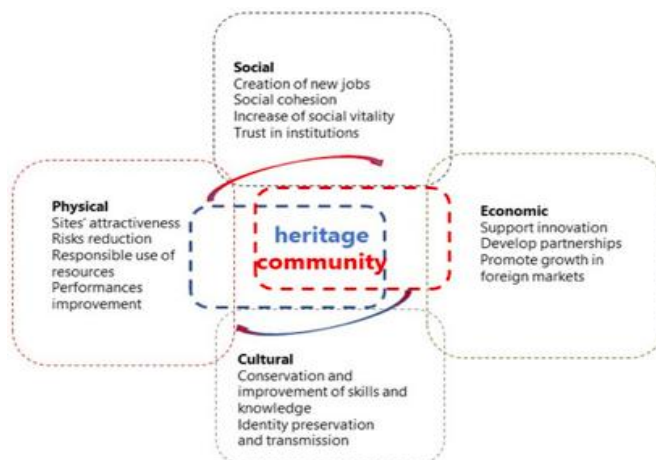 Social
Creation of new jobs
Social cohesion
Increase of social vitality
Trust in institutions
Physical
Sites' attractiveness
Risks reduction
Responsible use of
resources
Performances
improvement
heritage
community
Economic
Support innovation
Develop partnerships
Promote growth in
foreign markets
Cultural
Conservation and
improvement of skills and
knowledge
Identity preservation
and transmission